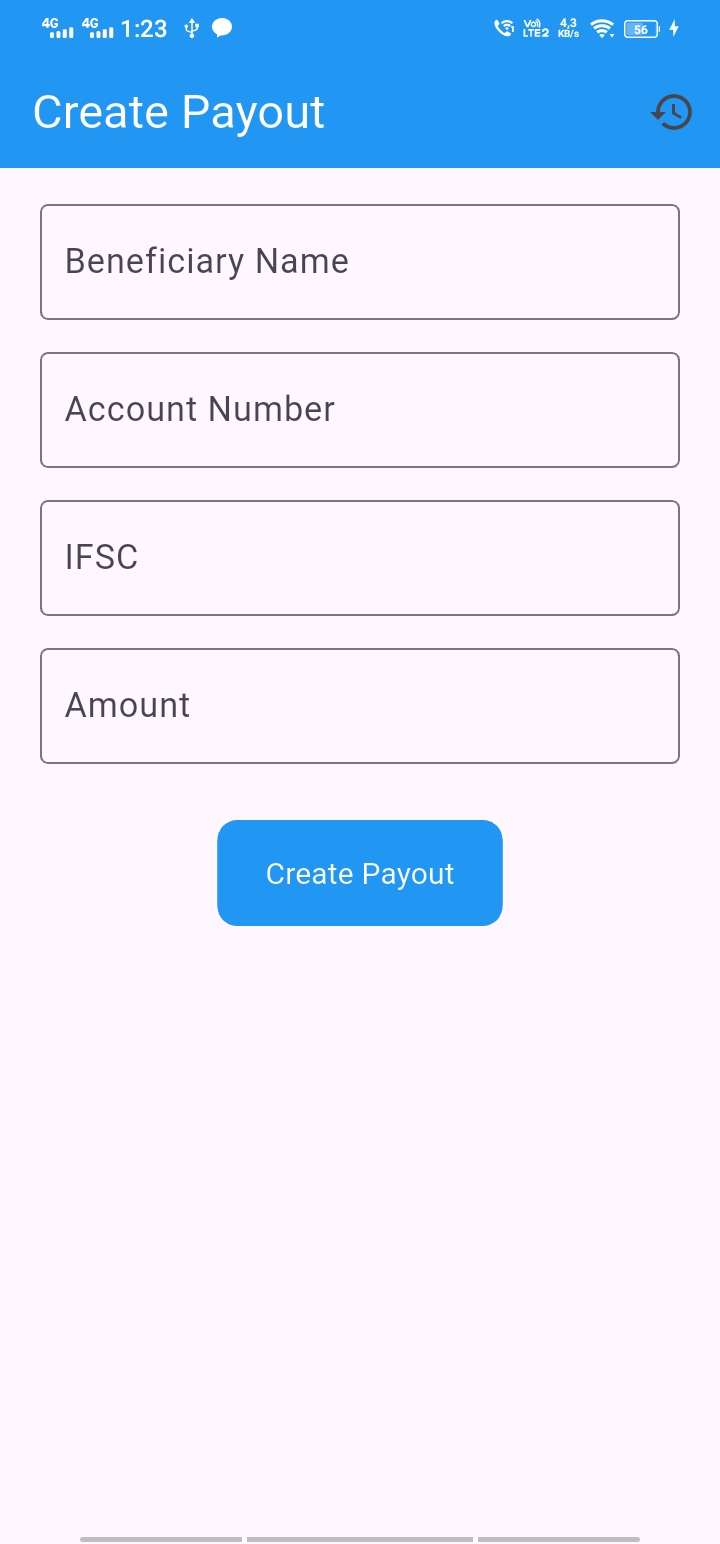 4G 4G 1:23 Vo) LTE2 4,3 KB/s 56
Create Payout
Beneficiary Name
Account Number
IFSC
Amount
Create Payout